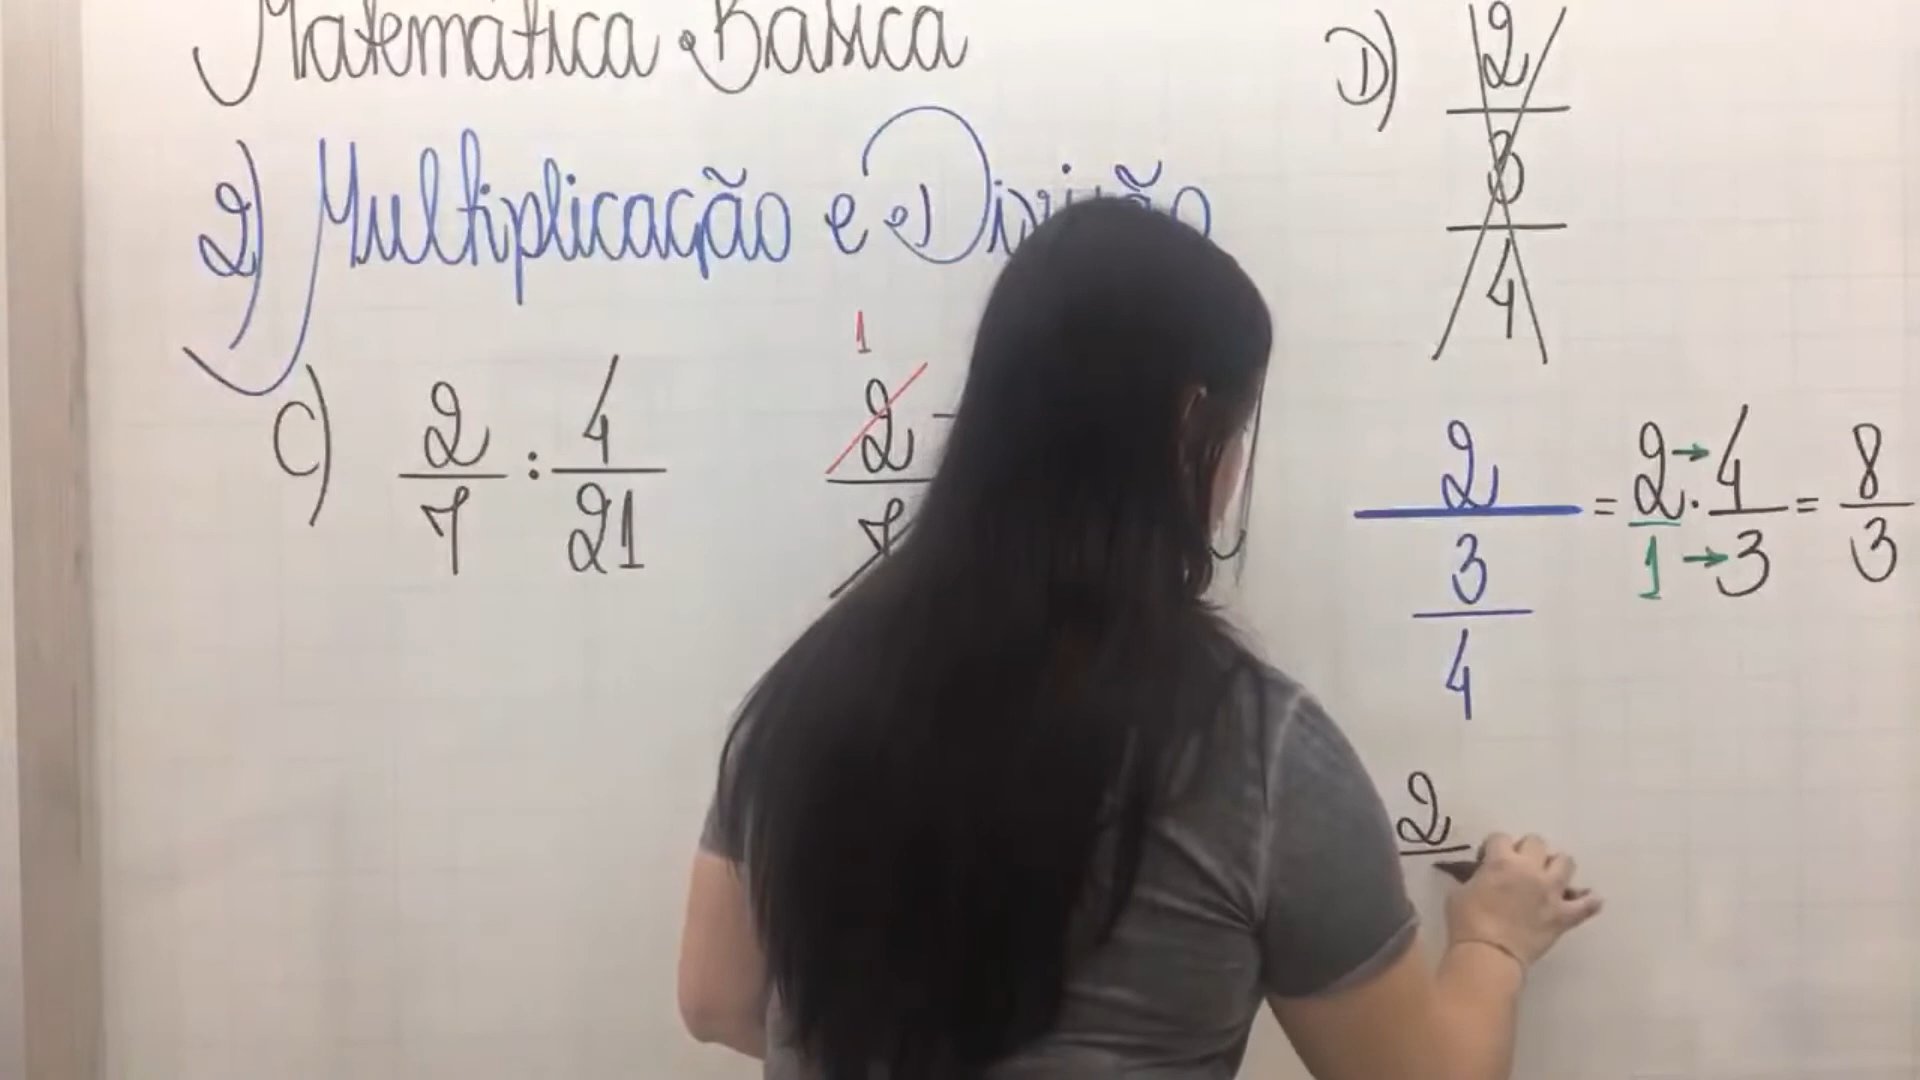 Matemática Básica
2) Multiplicação e Divisão
C) 2/7 : 4/21
1
2/7
D) 2/3/4
2/(3/4) = 2/1 · 4/3 = 8/3
→
→
2